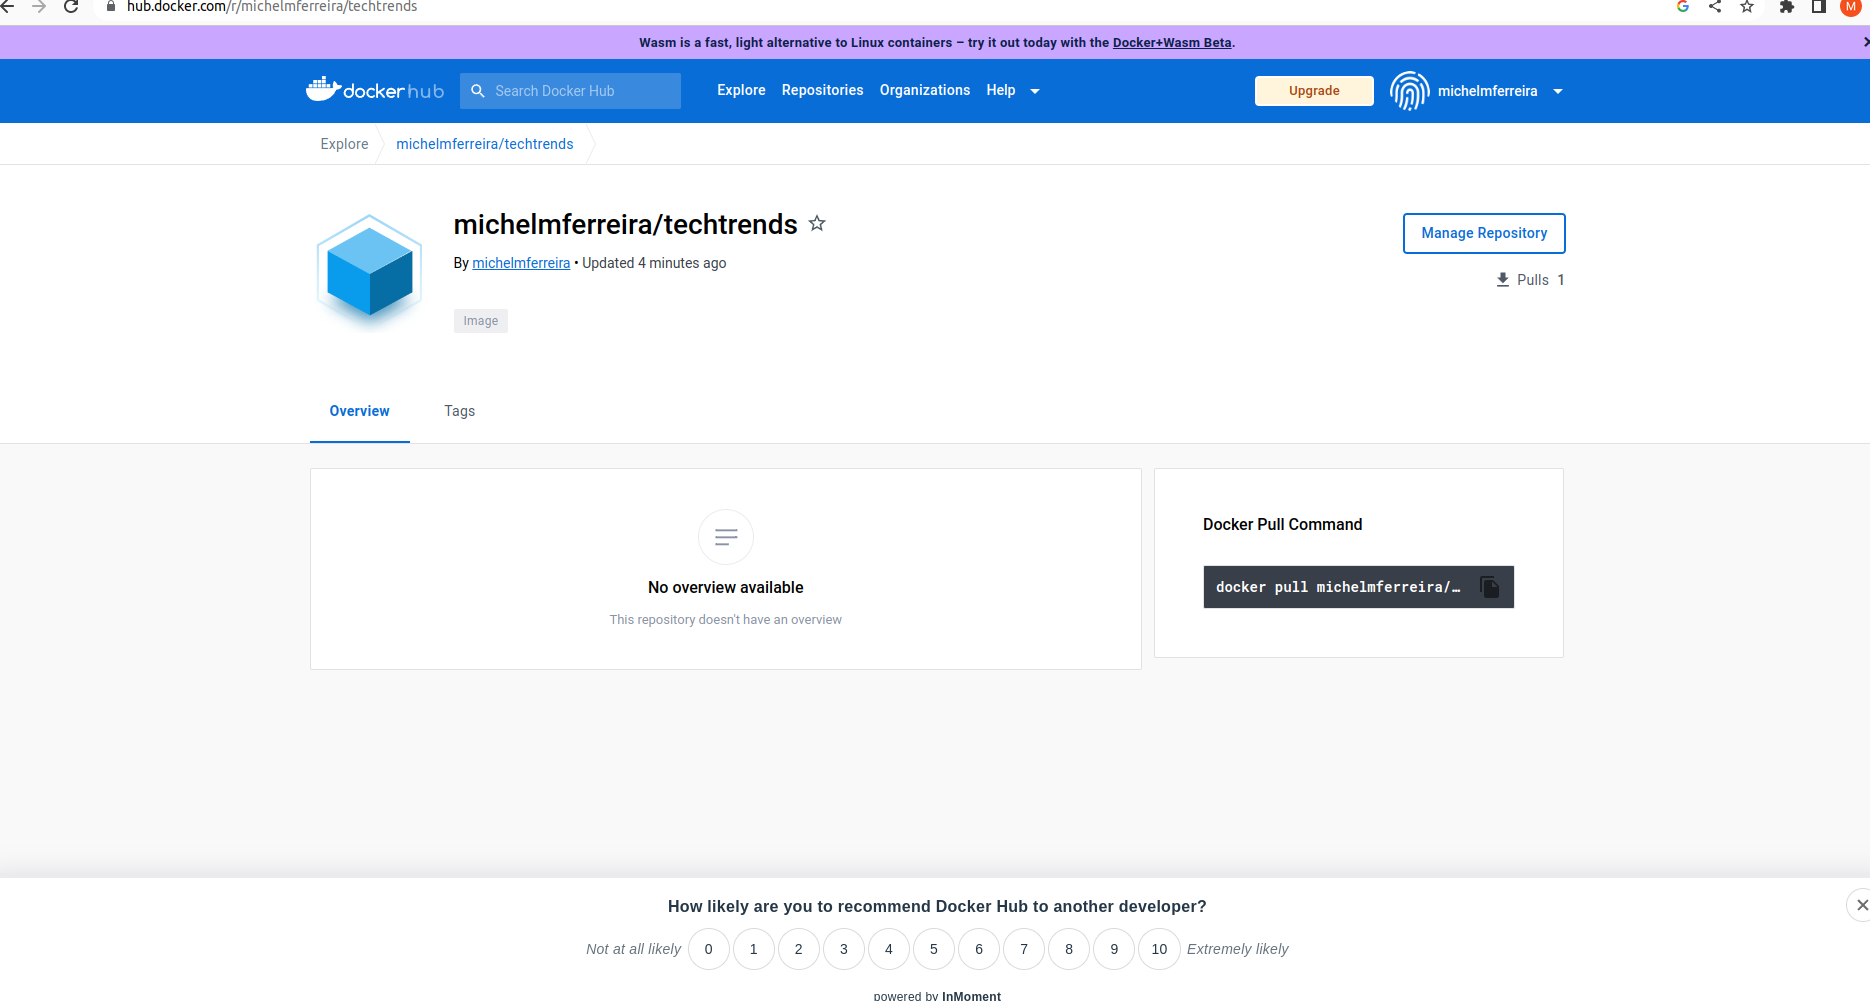 hub.docker.com/r/michelmferreira/techtrends
M
Wasm is a fast, light alternative to Linux containers – try it out today with the Docker+Wasm Beta.
docker hub
Search Docker Hub
Explore Repositories Organizations Help
Upgrade
michelmferreira
Explore michelmferreira/techtrends
michelmferreira/techtrends
Manage Repository
By michelmferreira • Updated 4 minutes ago
Pulls 1
Image
Overview Tags
Docker Pull Command
docker pull michelmferreira/…
No overview available
This repository doesn't have an overview
How likely are you to recommend Docker Hub to another developer?
Not at all likely 0 1 2 3 4 5 6 7 8 9 10 Extremely likely
powered by InMoment